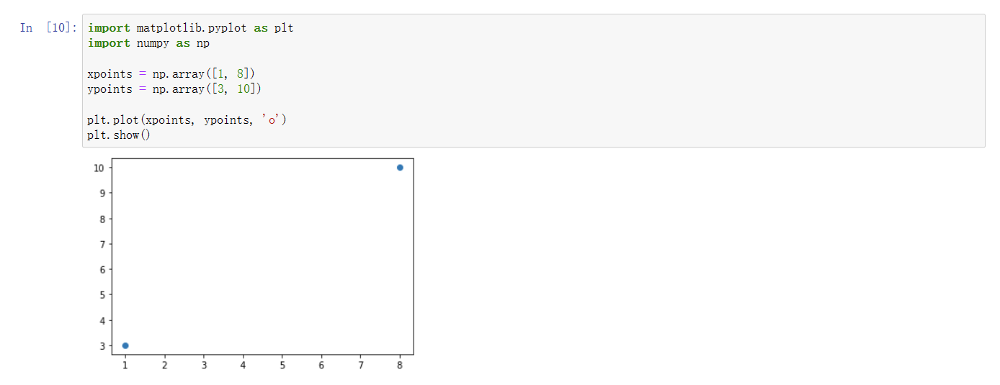 In [10]: import matplotlib.pyplot as plt
import numpy as np
xpoints = np.array([1, 8])
ypoints = np.array([3, 10])
plt.plot(xpoints, ypoints, 'o')
plt.show()
10
9
8
7
6
5
4
3
1 2 3 4 5 6 7 8